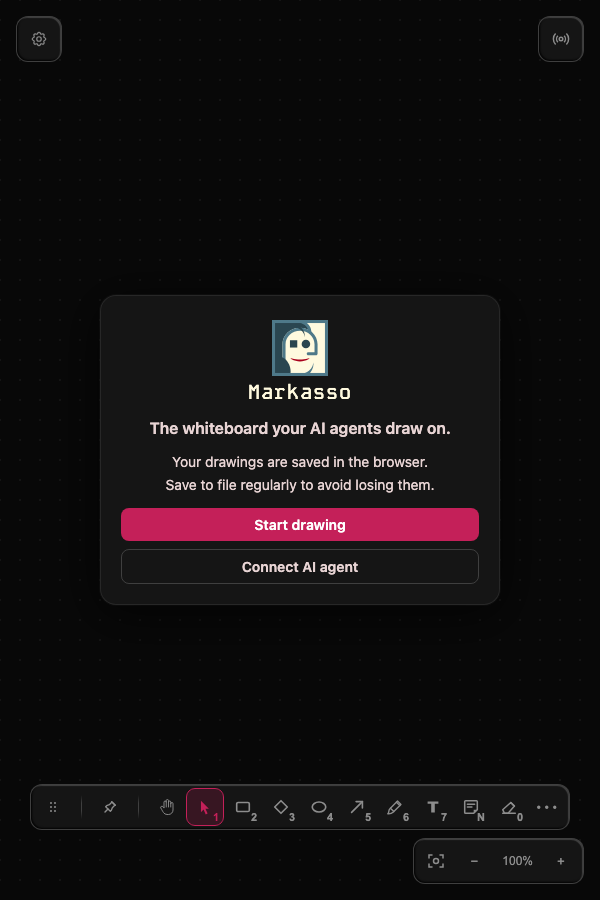 Markasso
The whiteboard your AI agents draw on.
Your drawings are saved in the browser.
Save to file regularly to avoid losing them.
Start drawing
Connect AI agent
1 2 3 4 5 6 T 7 N 0
100%